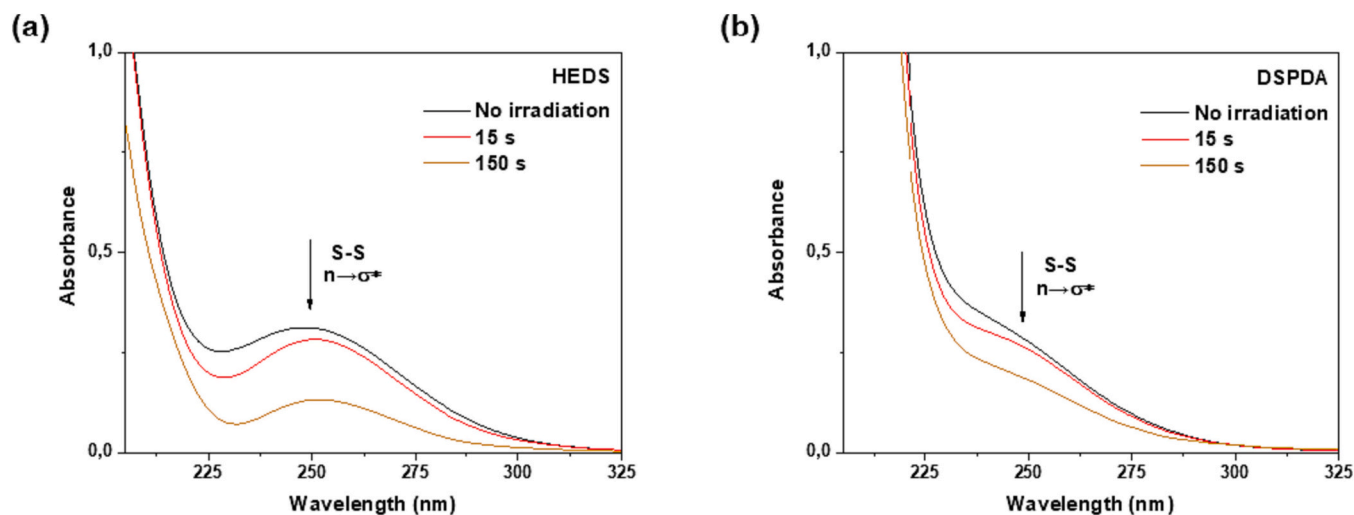 (a)
1,0
HEDS
No irradiation
15 s
150 s
Absorbance
0,5
S-S
n→σ*
0,0
225
250
275
300
325
Wavelength (nm)
(b)
1,0
DSPDA
No irradiation
15 s
150 s
Absorbance
0,5
S-S
n→σ*
0,0
225
250
275
300
325
Wavelength (nm)